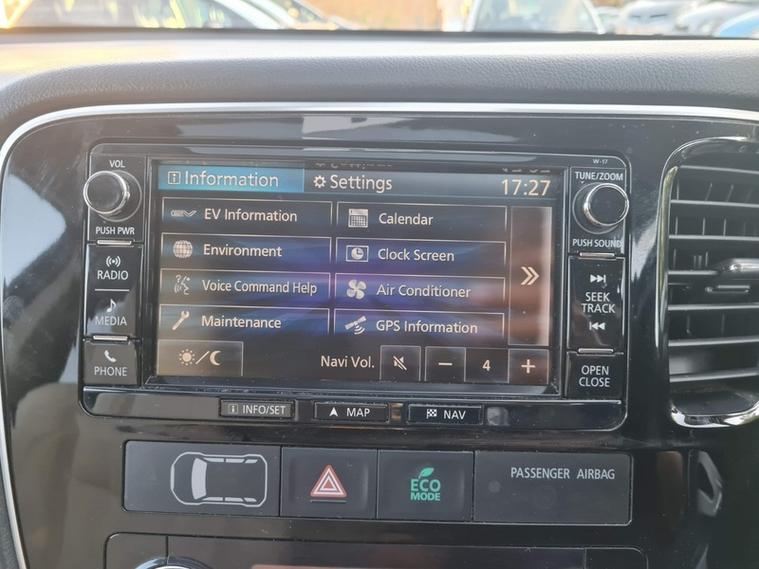 VOL
W-17
TUNE/ZOOM
Information
Settings
17:27
PUSH PWR
PUSH SOUND
EV Information
Calendar
RADIO
Environment
Clock Screen
SEEK
TRACK
MEDIA
Voice Command Help
Air Conditioner
Maintenance
GPS Information
PHONE
Navi Vol.
4
OPEN
CLOSE
INFO/SET
MAP
NAV
ECO
MODE
PASSENGER AIRBAG